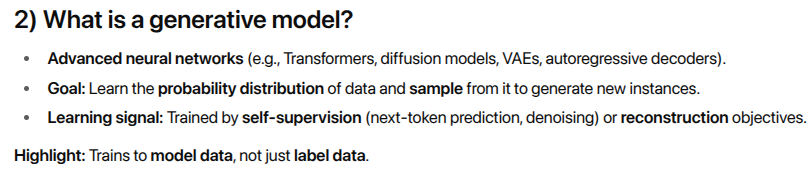 2) What is a generative model?
• Advanced neural networks (e.g., Transformers, diffusion models, VAEs, autoregressive decoders).
• Goal: Learn the probability distribution of data and sample from it to generate new instances.
• Learning signal: Trained by self-supervision (next-token prediction, denoising) or reconstruction objectives.
Highlight: Trains to model data, not just label data.